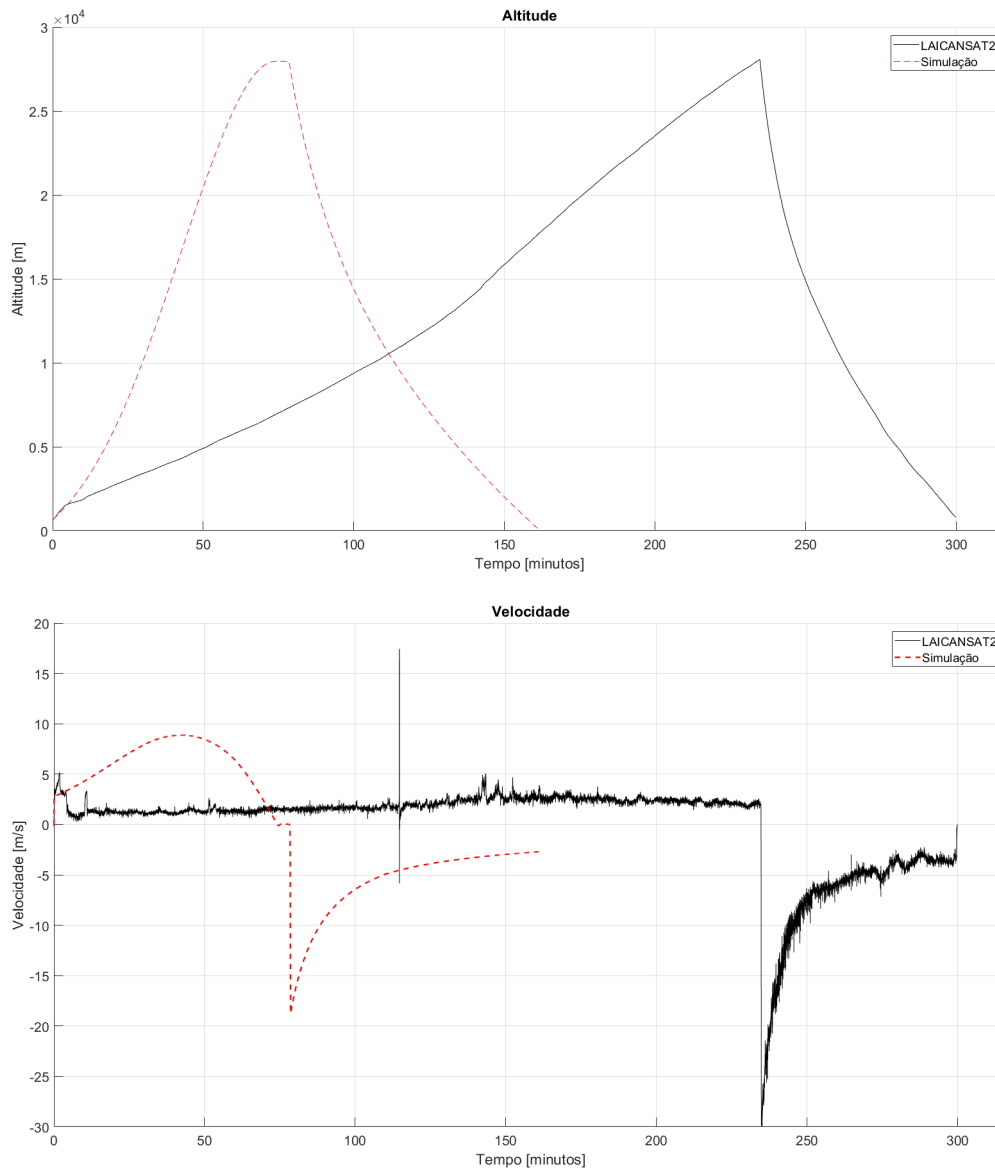 Altitude
×10⁴
3
2.5
2
1.5
1
0.5
0
Altitude [m]
LAICANSAT2
Simulação
0 50 100 150 200 250 300
Tempo [minutos]
Velocidade
20
15
10
5
0
-5
-10
-15
-20
-25
-30
Velocidade [m/s]
LAICANSAT2
Simulação
0 50 100 150 200 250 300
Tempo [minutos]